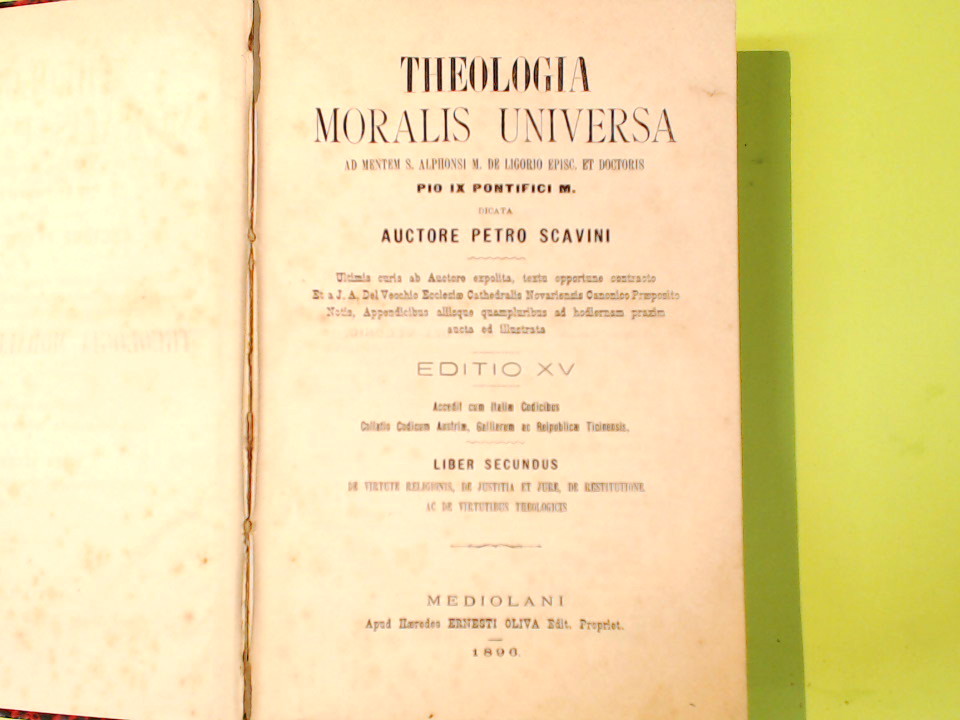 THEOLOGIA
MORALIS UNIVERSA
AD MENTEM S. ALPHONSI M. DE LIGORIO EPISC. ET DOCTORIS
PIO IX PONTIFICI M.
DICATA
AUCTORE PETRO SCAVINI
Ultimis curis ab Auctore expolita, textu opportune contracto
Et a J. A. Del Vecchio Ecclesiæ Cathedralis Novariensis Canonico Præposito
Notis, Appendicibus aliisque quampluribus ad hodiernam praxim
aucta ed illustrata
EDITIO XV
Accedit cum Italiæ Codicibus
Collatio Codicum Austriæ, Galliarum ac Reipublicæ Ticinensis.
LIBER SECUNDUS
DE VIRTUTE RELIGIONIS, DE JUSTITIA ET JURE, DE RESTITUTIONE
AC DE VIRTUTIBUS THEOLOGICIS
MEDIOLANI
Apud Hæredes ERNESTI OLIVA Edit. Propriet.
1896.